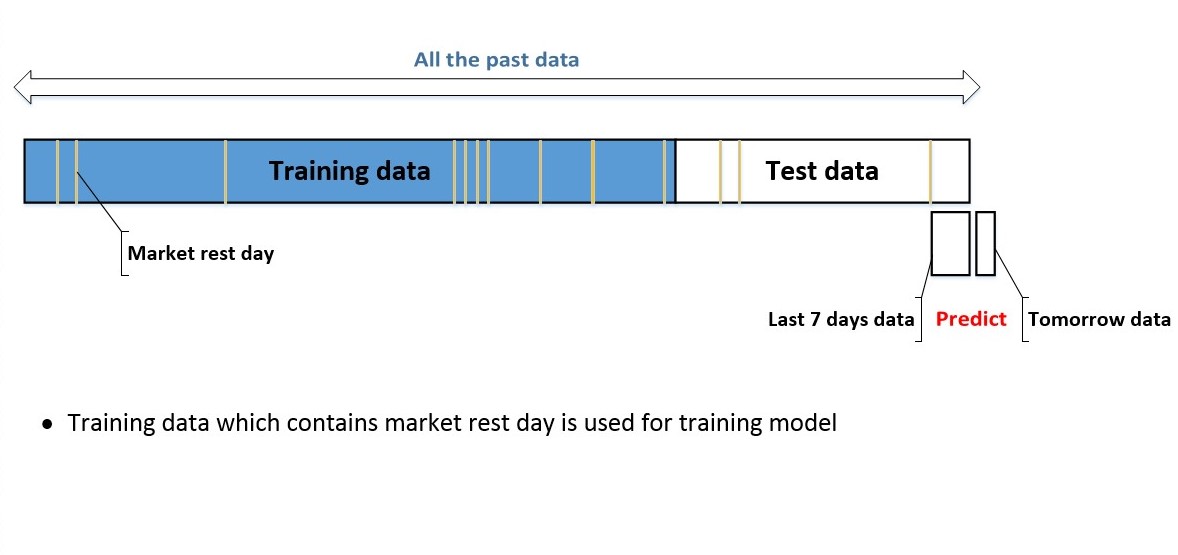 All the past data
Training data
Test data
Market rest day
Last 7 days data
Predict
Tomorrow data
• Training data which contains market rest day is used for training model